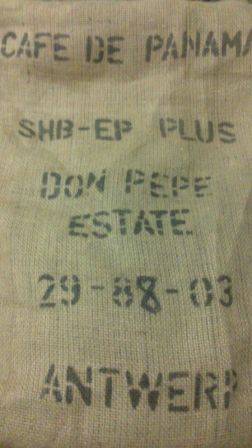 CAFE DE PANAMA
SHB-EP PLUS
DON PEPE
ESTATE
29-88-03
ANTWERP